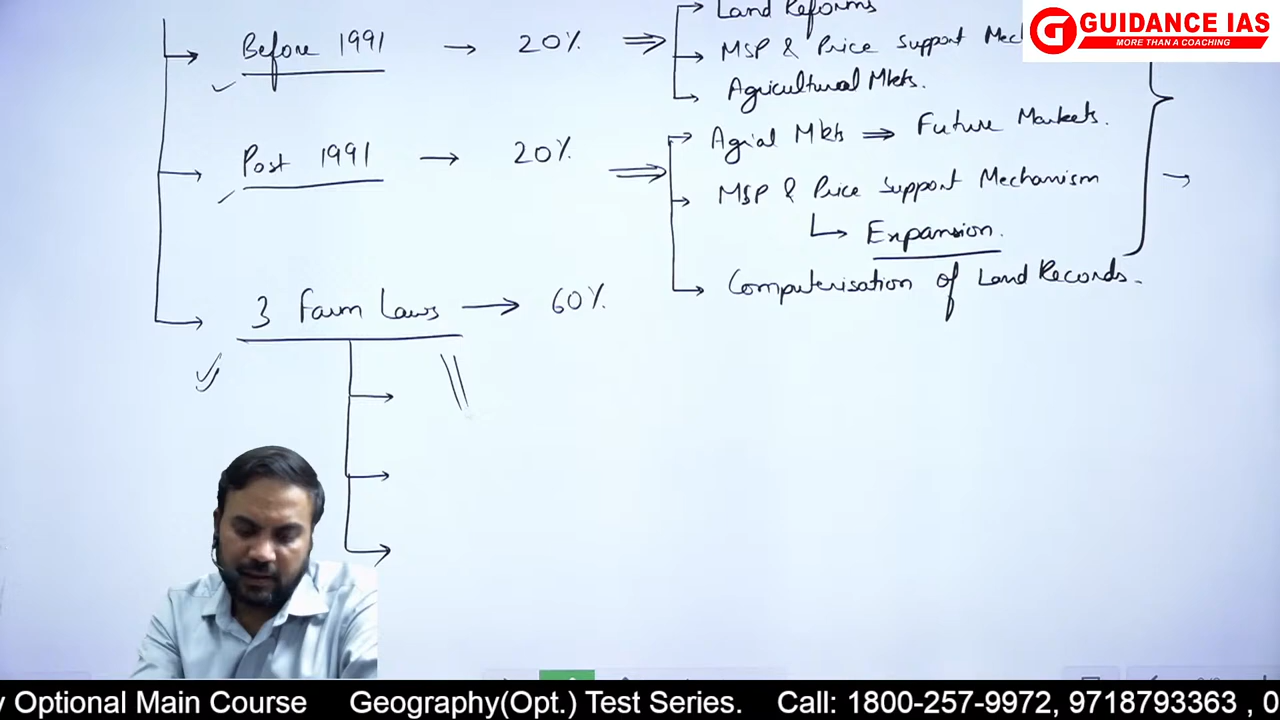 Land Reforms
Before 1991 → 20% ⇒ MSP & Price Support
Agricultural Mkts.
Post 1991 → 20% ⇒ Agrial Mkts ⇒ Future Markets.
MSP & Price Support Mechanism
Expansion.
Computerisation of Land Records.
3 Farm Laws → 60%
G GUIDANCE IAS
MORE THAN A COACHING
Optional Main Course Geography(Opt.) Test Series. Call: 1800-257-9972, 9718793363 , 0